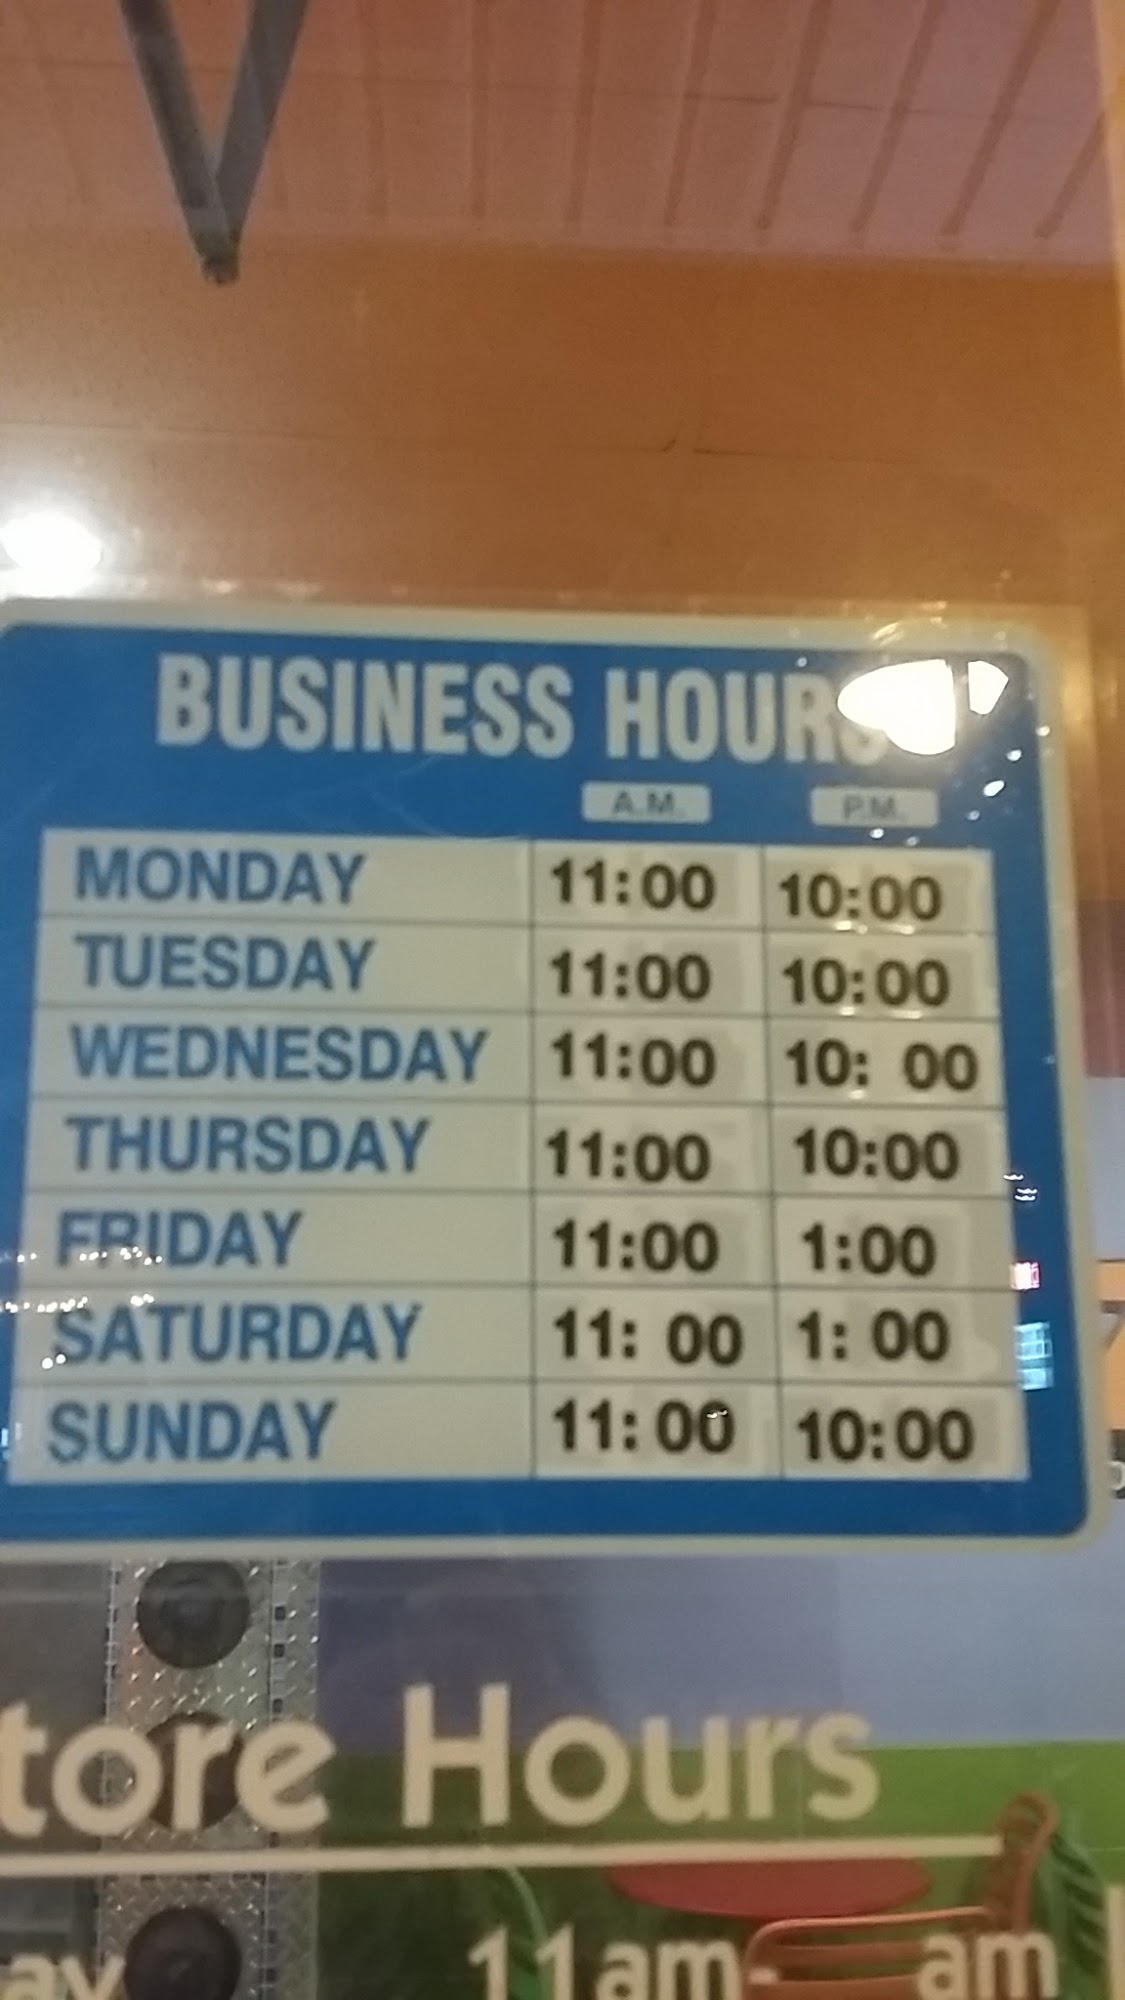 BUSINESS HOURS
A.M. P.M.
MONDAY 11:00 10:00
TUESDAY 11:00 10:00
WEDNESDAY 11:00 10: 00
THURSDAY 11:00 10:00
FRIDAY 11:00 1:00
SATURDAY 11: 00 1: 00
SUNDAY 11: 00 10:00
tore Hours
ay 11am- am